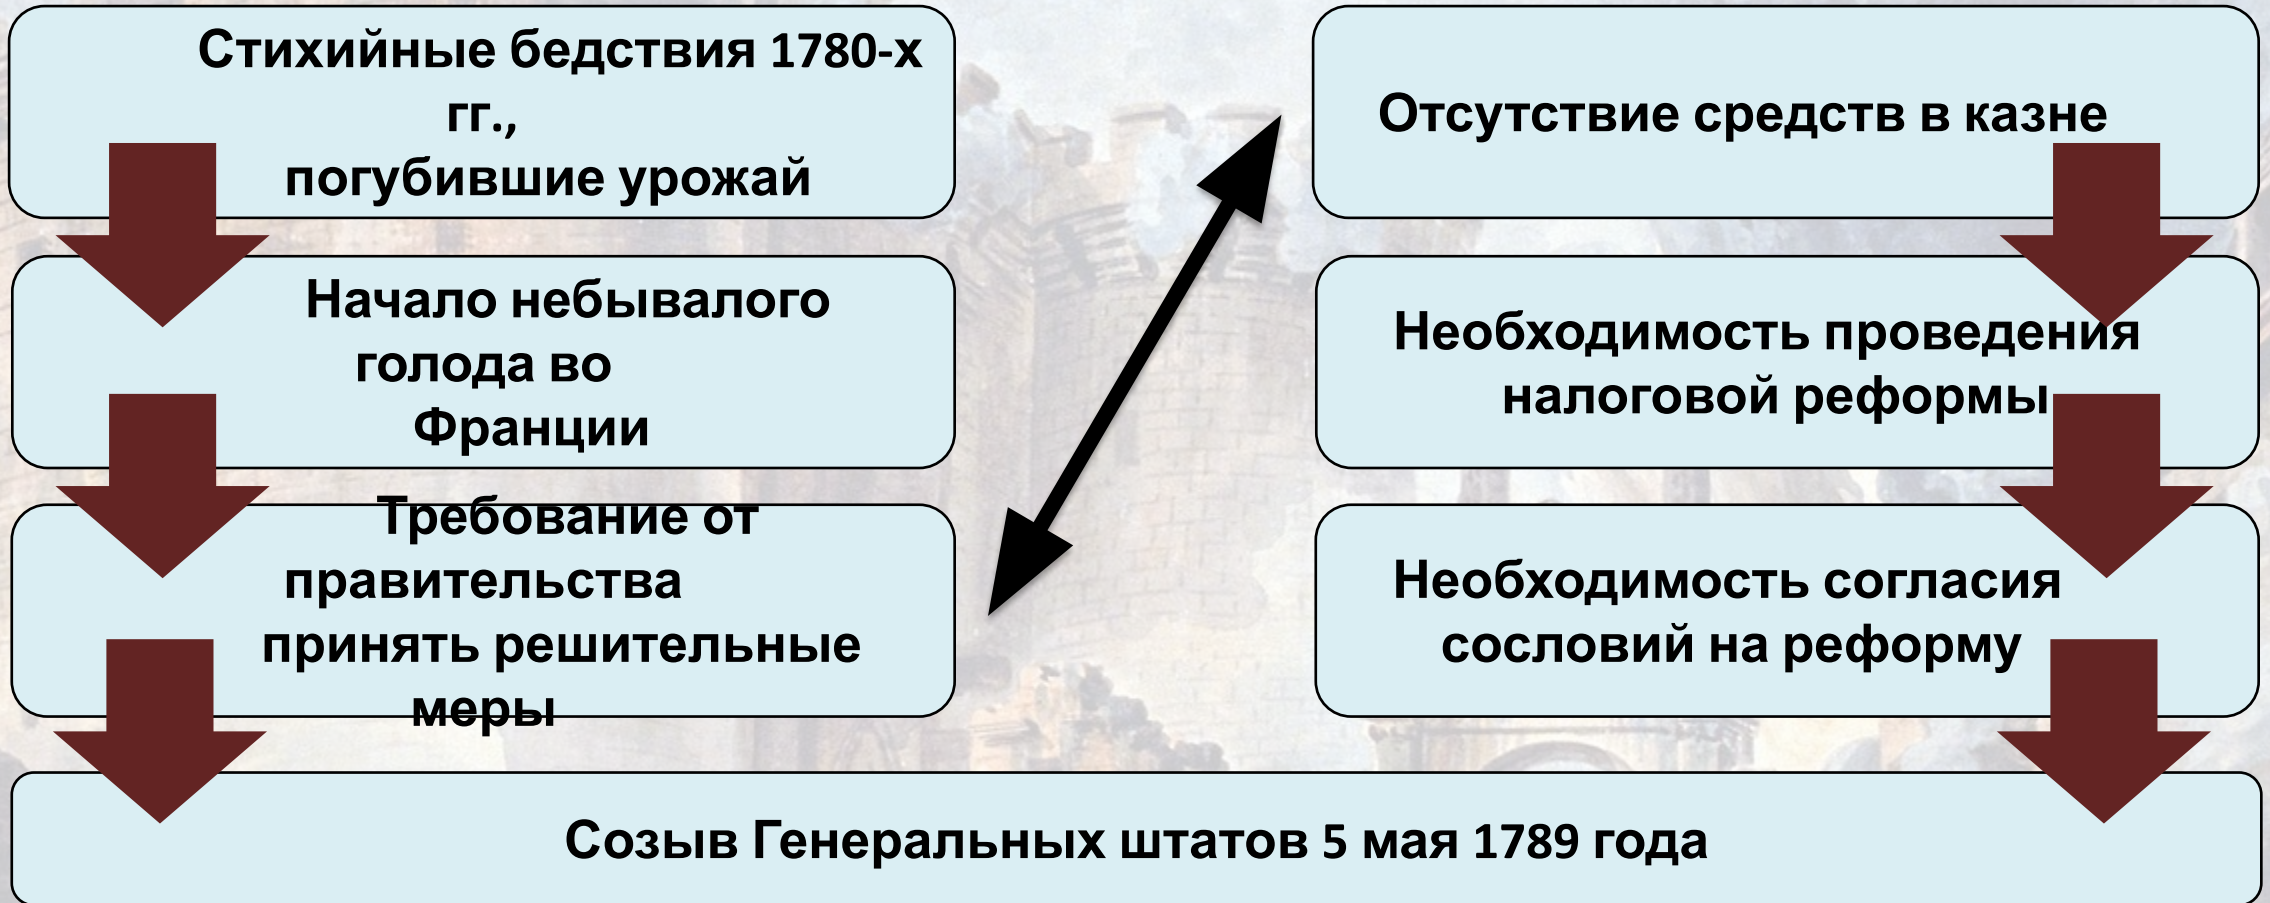 Стихийные бедствия 1780-х
гг.,
погубившие урожай
Начало небывалого
голода во
Франции
Требование от
правительства
принять решительные
меры
Отсутствие средств в казне
Необходимость проведения
налоговой реформы
Необходимость согласия
сословий на реформу
Созыв Генеральных штатов 5 мая 1789 года